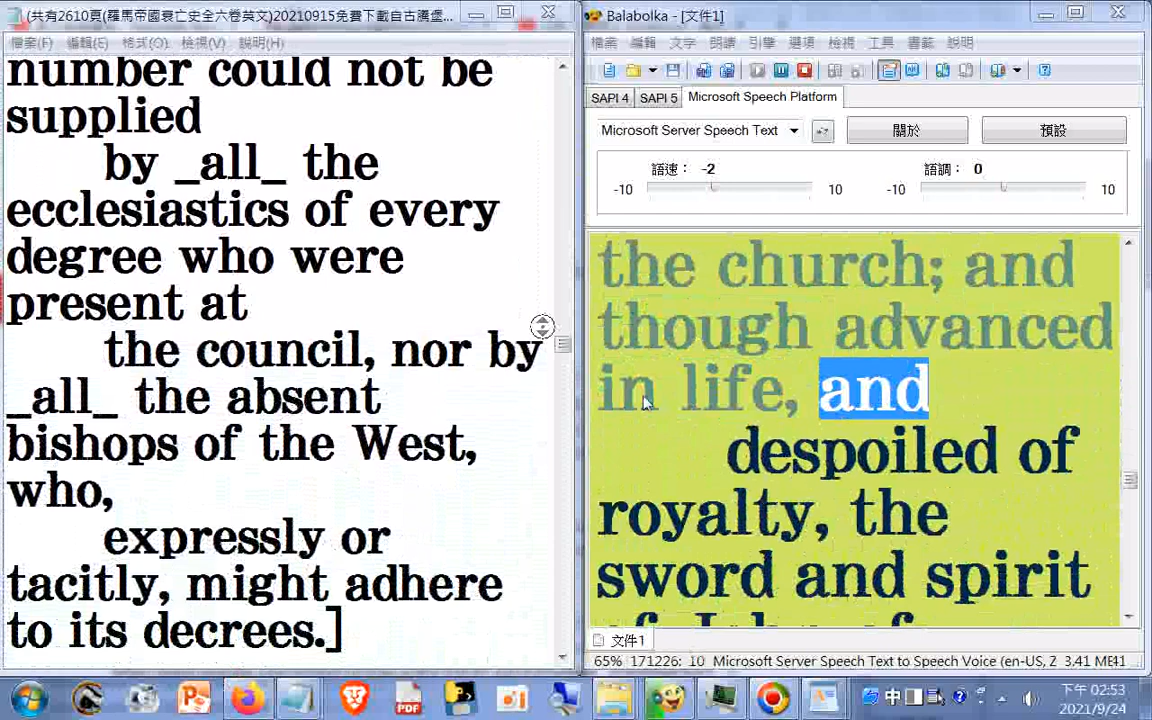 (共有2610頁(羅馬帝國衰亡史全六卷英文)20210915免費下載自古騰堡...
檔案(F) 編輯(E) 格式(O) 檢視(V) 說明(H)
number could not be
supplied
by _all_ the
ecclesiastics of every
degree who were
present at
the council, nor by
_all_ the absent
bishops of the West,
who,
expressly or
tacitly, might adhere
to its decrees.]
Balabolka - [文件1]
檔案 編輯 文字 朗讀 引擎 選項 檢視 工具 書籤 說明
SAPI 4 SAPI 5 Microsoft Speech Platform
Microsoft Server Speech Text 關於 預設
語速: -2 語調: 0
-10 10 -10 10
the church; and
though advanced
in life, and
despoiled of
royalty, the
sword and spirit
of John of
文件1
65% 171226: 10 Microsoft Server Speech Text to Speech Voice (en-US, 2 3.41 ME41
PDF 中 下午 02:53
2021/9/24